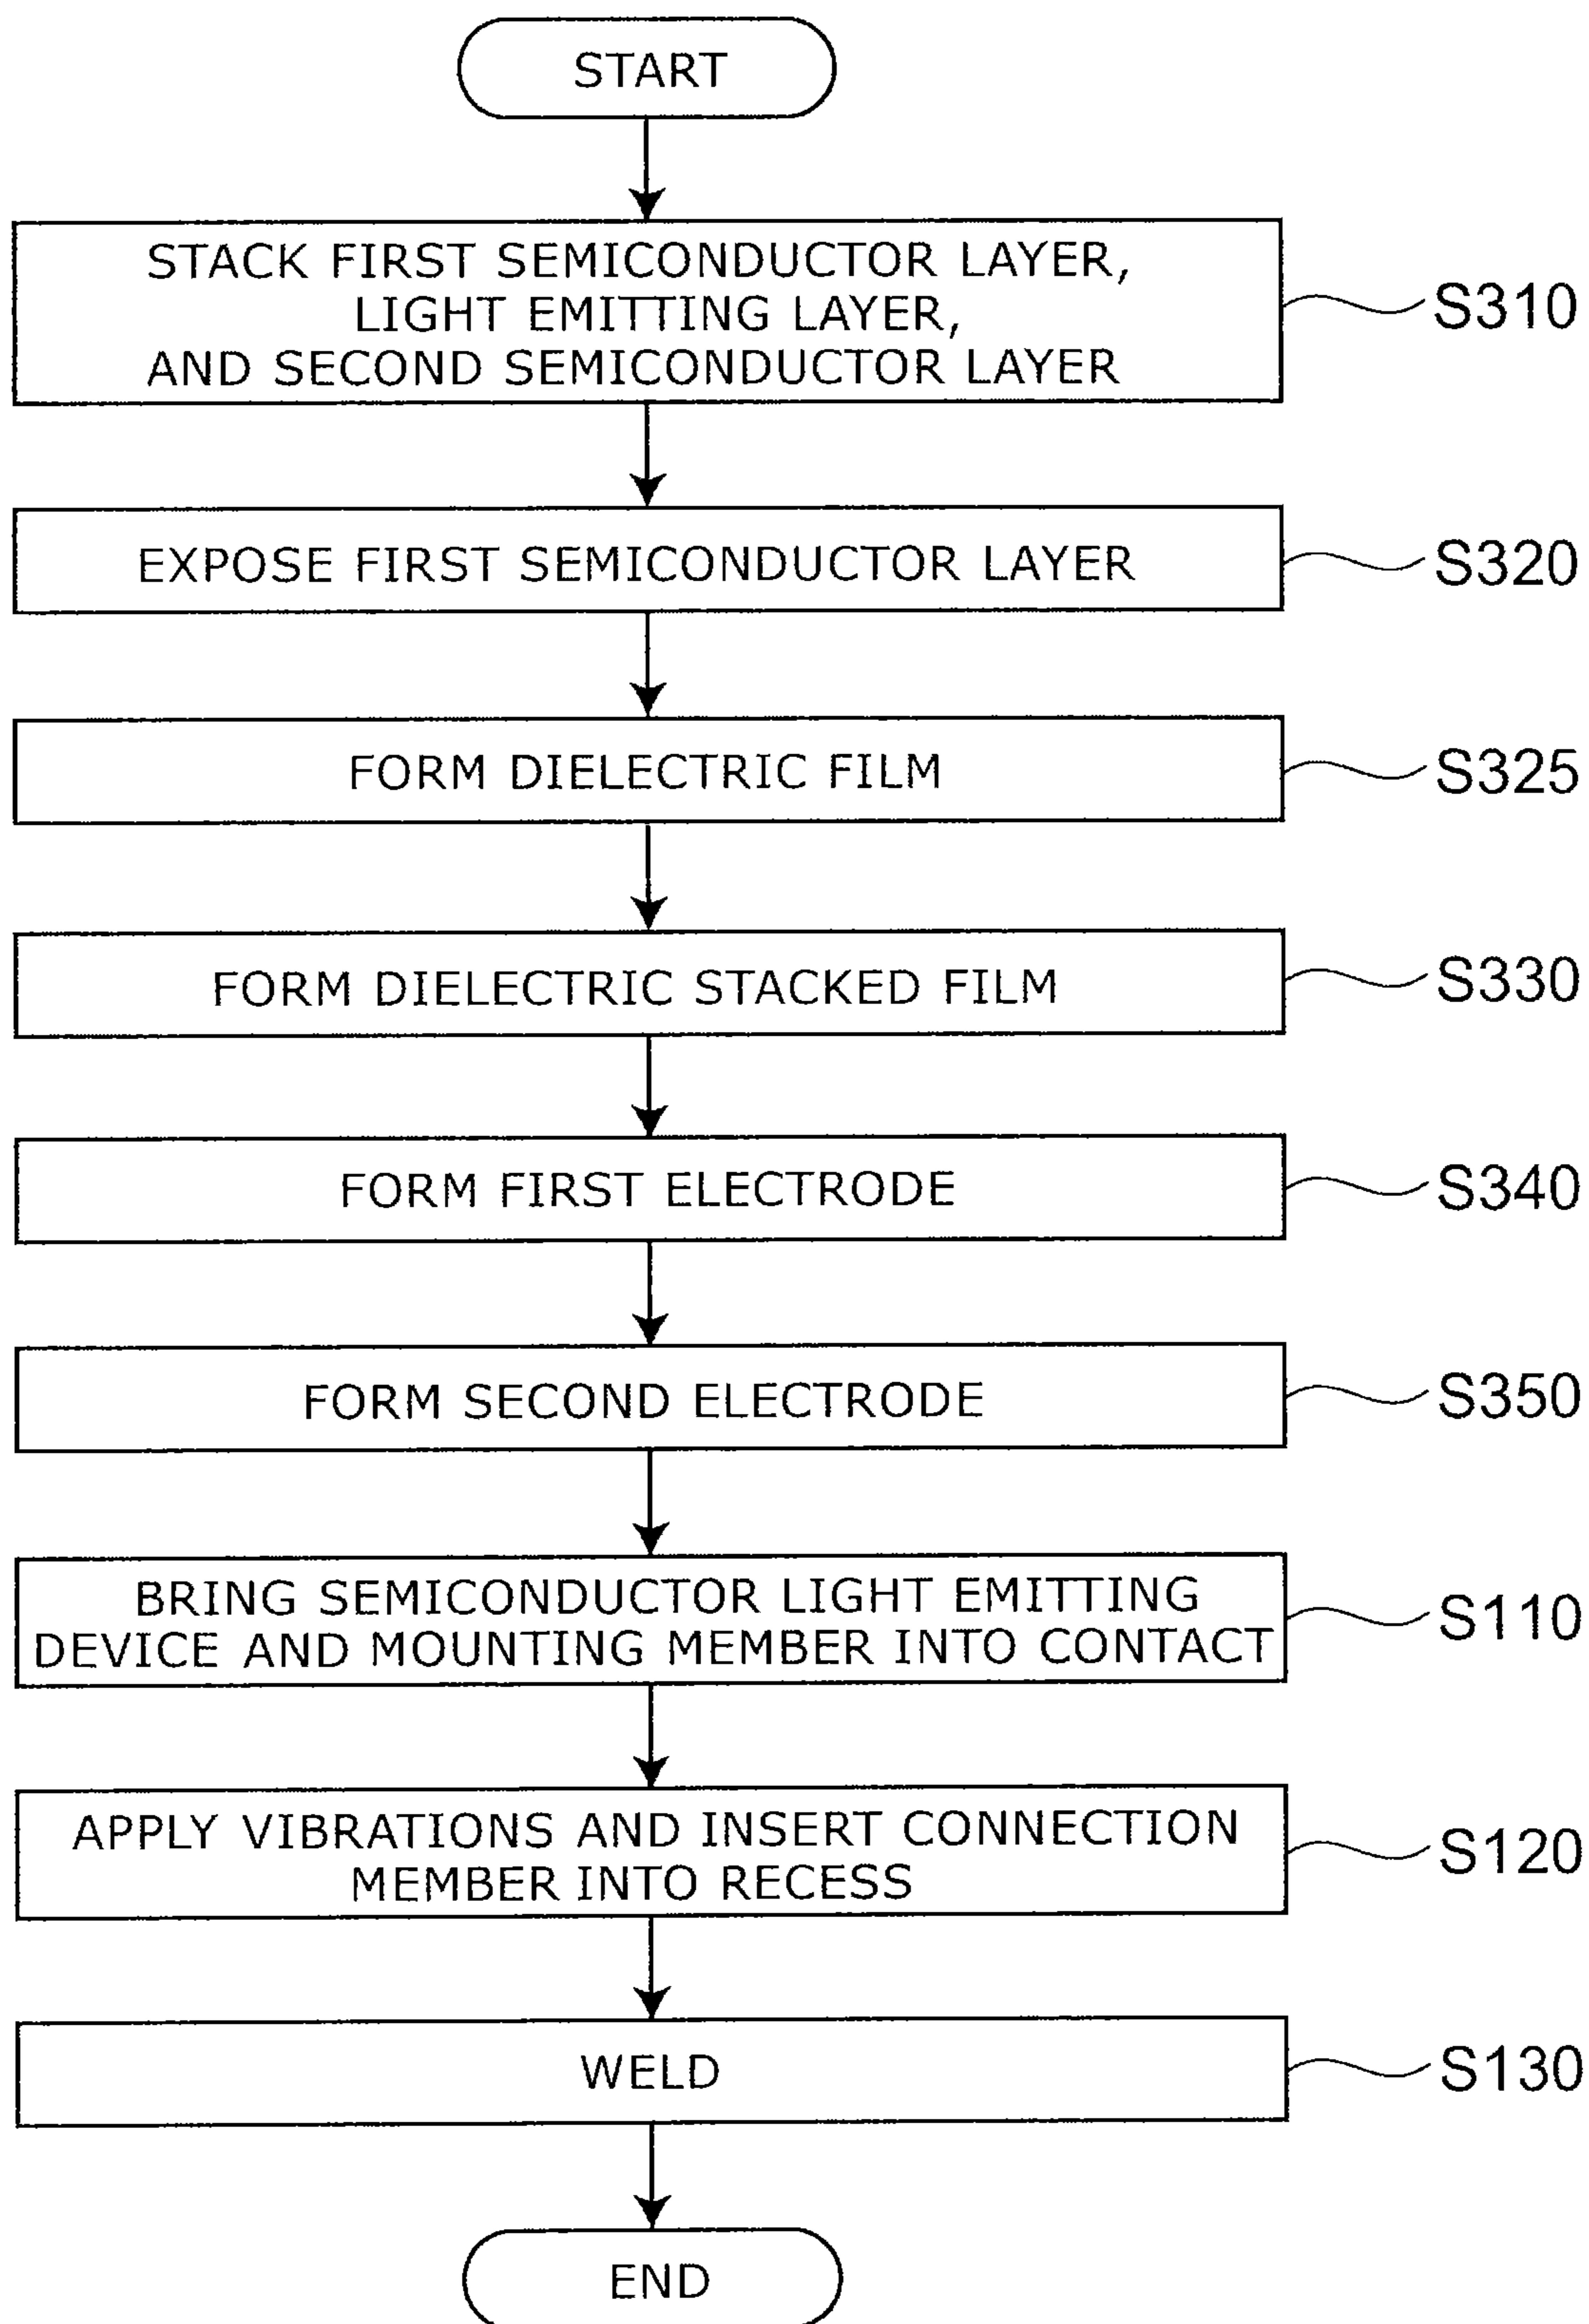 START
STACK FIRST SEMICONDUCTOR LAYER,
LIGHT EMITTING LAYER,
AND SECOND SEMICONDUCTOR LAYER
S310
EXPOSE FIRST SEMICONDUCTOR LAYER
S320
FORM DIELECTRIC FILM
S325
FORM DIELECTRIC STACKED FILM
S330
FORM FIRST ELECTRODE
S340
FORM SECOND ELECTRODE
S350
BRING SEMICONDUCTOR LIGHT EMITTING
DEVICE AND MOUNTING MEMBER INTO CONTACT
S110
APPLY VIBRATIONS AND INSERT CONNECTION
MEMBER INTO RECESS
S120
WELD
S130
END